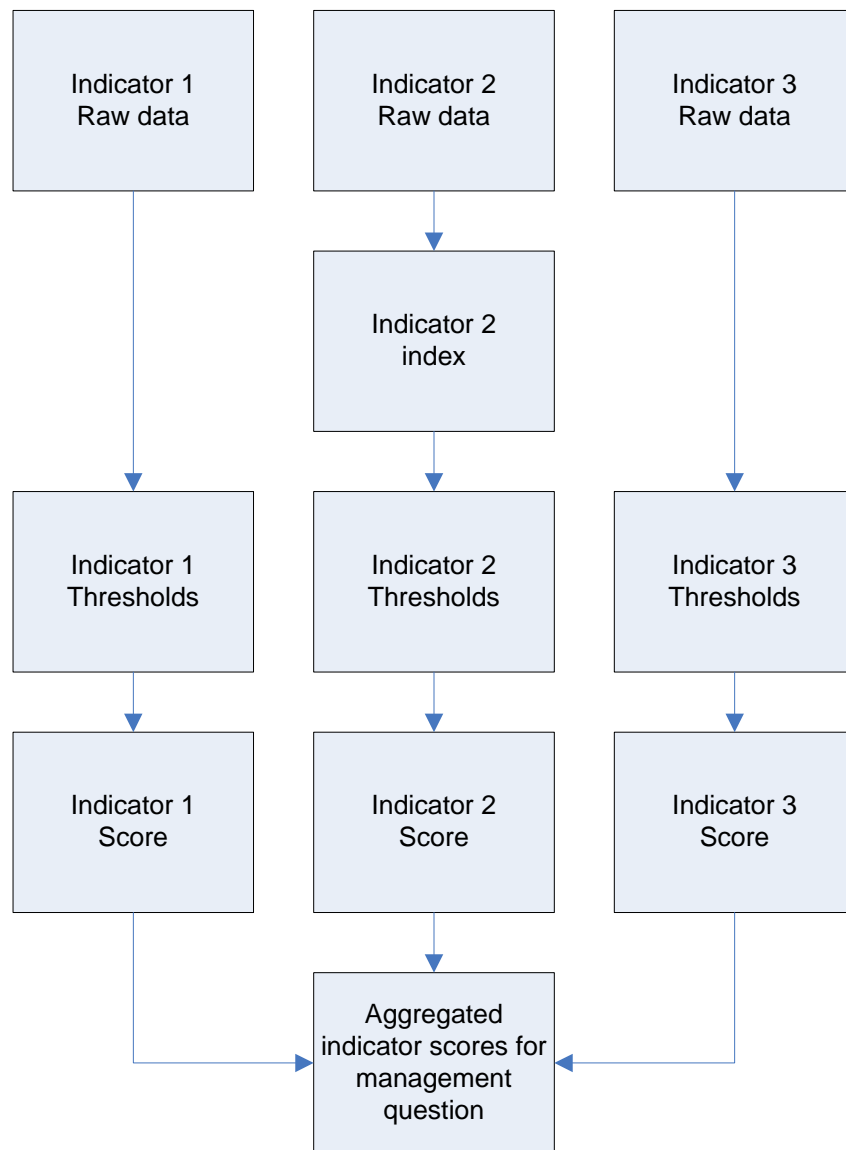 Indicator 1
Raw data
Indicator 2
Raw data
Indicator 3
Raw data
Indicator 2
index
Indicator 1
Thresholds
Indicator 2
Thresholds
Indicator 3
Thresholds
Indicator 1
Score
Indicator 2
Score
Indicator 3
Score
Aggregated
indicator scores for
management
question